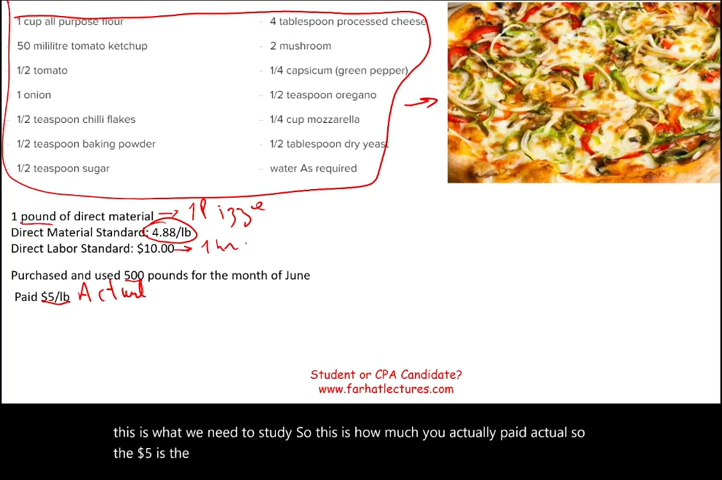 1 cup all purpose flour
50 mililitre tomato ketchup
1/2 tomato
1 onion
1/2 teaspoon chilli flakes
1/2 teaspoon baking powder
1/2 teaspoon sugar
- 4 tablespoon processed cheese
- 2 mushroom
- 1/4 capsicum (green pepper)
- 1/2 teaspoon oregano
- 1/4 cup mozzarella
- 1/2 tablespoon dry yeast
- water As required
1 pound of direct material → 1 Pizze
Direct Material Standard: 4.88/lb
Direct Labor Standard: $10.00 → 1 hr.
Purchased and used 500 pounds for the month of June
Paid $5/lb Actual
Student or CPA Candidate?
www.farhatlectures.com
this is what we need to study So this is how much you actually paid actual so
the $5 is the